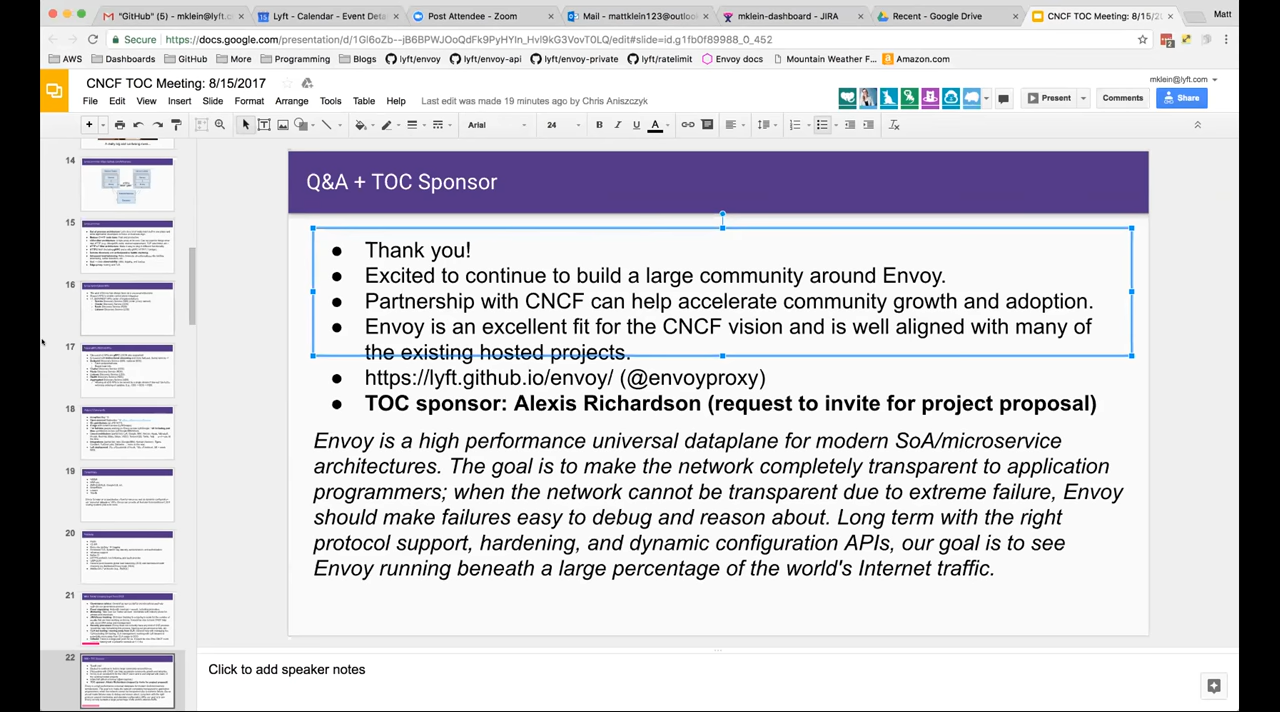 "GitHub" - mklein@lyft.c
Lyft - Calendar - Event Deta
Post Attendee - Zoom
Mail - mattklein123@outloo
mklein-dashboard - JIRA
Recent - Google Drive
CNCF TOC Meeting: 8/15/2
Matt
Secure
https://docs.google.com/presentation/
edit#slide=id.g1fb0f89988_0_452
AWS
Dashboards
GitHub
More
Programming
Blogs
lyft/envoy
lyft/envoy-api
envoy-private
lyft/ratelimit
Envoy docs
Mountain Weather F...
Amazon.com
CNCF TOC Meeting: 8/15/2017
mklein@lyft.com
File Edit View Insert Slide Format Arrange Tools Table Help
Last edit was made 19 minutes ago by Chris Aniszczyk
Present
Comments
Share
Arial
24
B I U A
14
15
16
17
18
19
20
21
22
Q&A + TOC Sponsor
● Thank you!
● Excited to continue to build a large community around Envoy.
● Partnership with CNCF can help accelerate community growth and adoption.
● Envoy is an excellent fit for the CNCF vision and is well aligned with many of
the existing hosted projects.
● https://lyft.github.io/envoy/ (@envoyproxy)
● TOC sponsor: Alexis Richardson (request to invite for project proposal)
Envoy: a high performance universal dataplane for modern SoA/microservice
architectures. The goal is to make the network completely transparent to application
programmers; when the network cannot be transparent due to extreme failure, Envoy
should make failures easy to debug and reason about. Long term with the right
protocol support, hardening, and dynamic configuration APIs, our goal is to see
Envoy running beneath a large percentage of the world's Internet traffic.
Click to add speaker notes